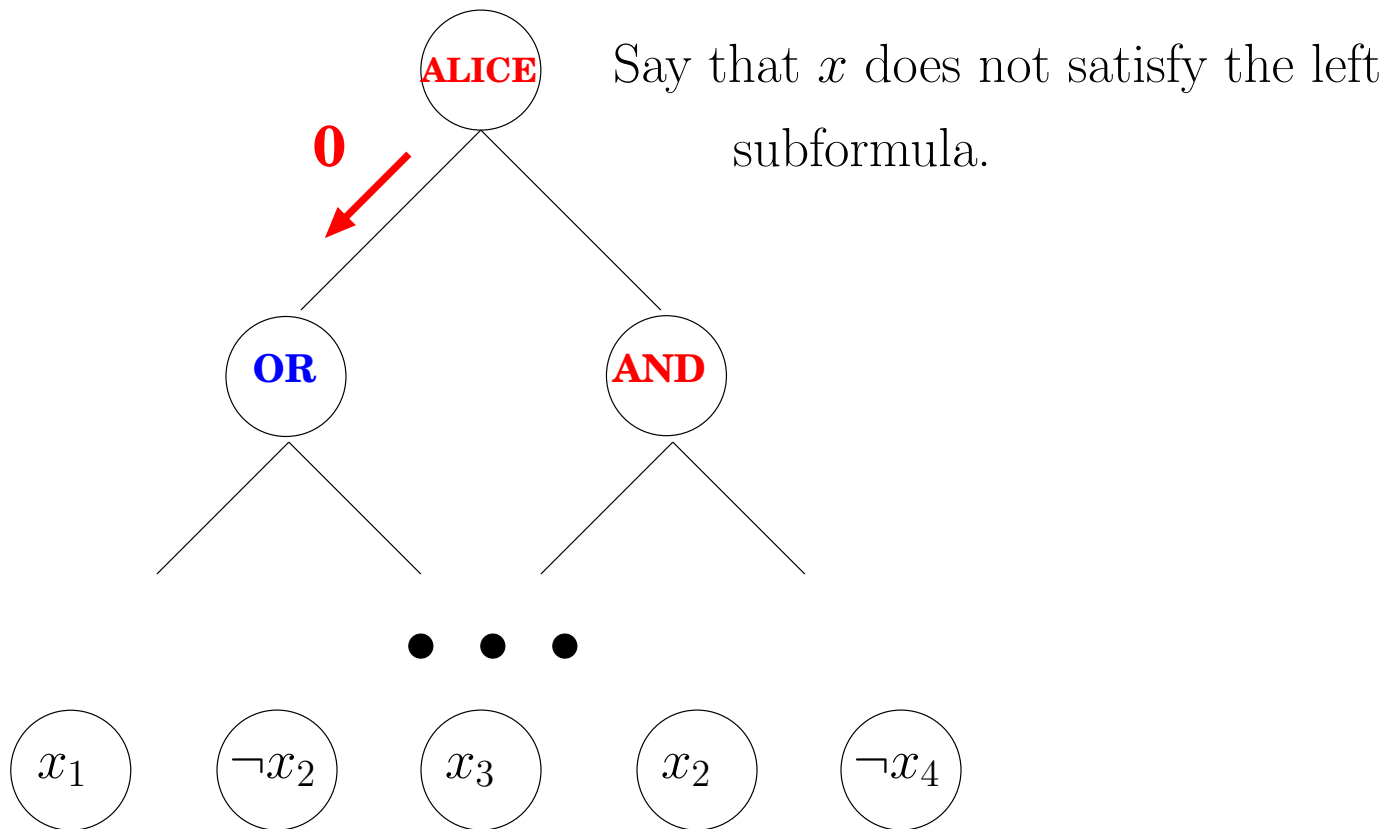 ALICE
Say that x does not satisfy the left
subformula.
0
OR
AND
x₁
¬x₂
x₃
x₂
¬x₄